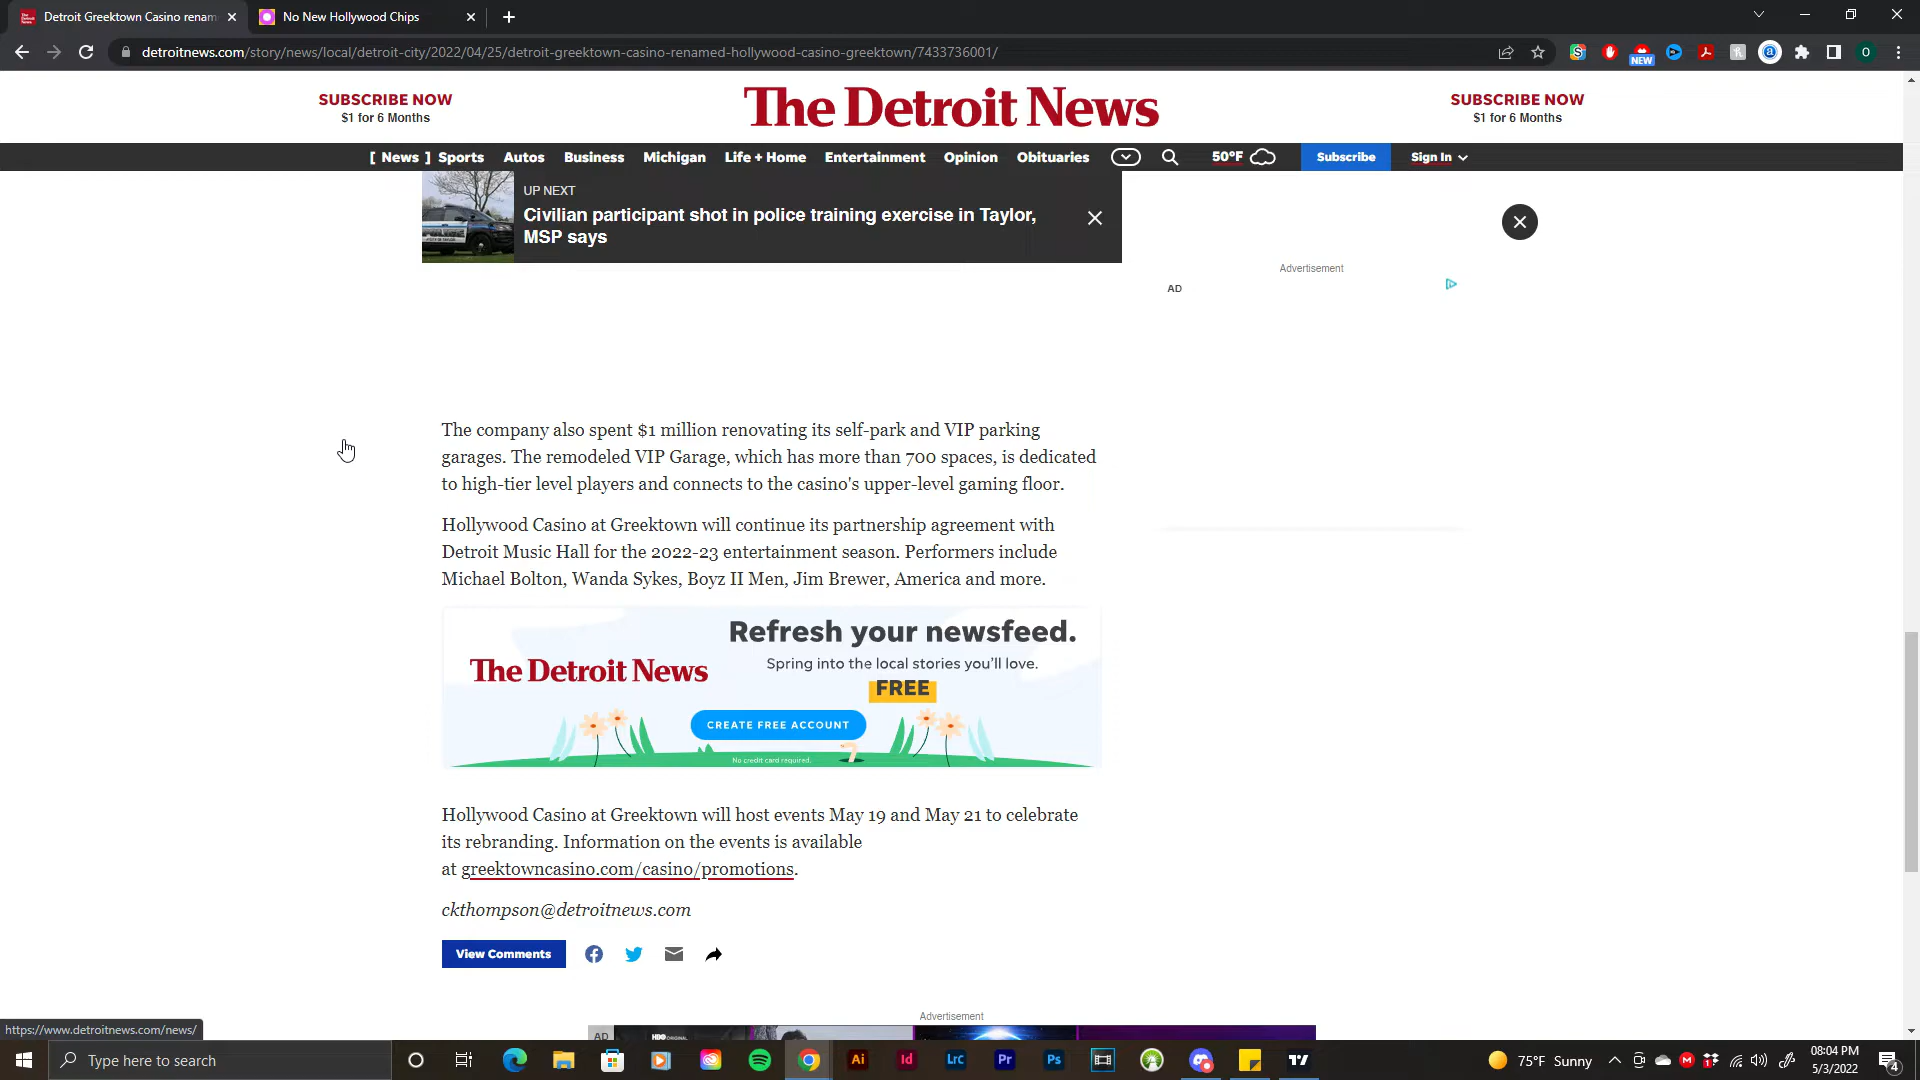 Detroit Greektown Casino renam
No New Hollywood Chips
detroitnews.com/story/news/local/detroit-city/2022/04/25/detroit-greektown-casino-renamed-hollywood-casino-greektown/7433736001/
NEW
O
SUBSCRIBE NOW
$1 for 6 Months
The Detroit News
SUBSCRIBE NOW
$1 for 6 Months
[ News ] Sports Autos Business Michigan Life + Home Entertainment Opinion Obituaries 50°F Subscribe Sign In
UP NEXT
Civilian participant shot in police training exercise in Taylor,
MSP says
Advertisement
AD
The company also spent $1 million renovating its self-park and VIP parking
garages. The remodeled VIP Garage, which has more than 700 spaces, is dedicated
to high-tier level players and connects to the casino's upper-level gaming floor.
Hollywood Casino at Greektown will continue its partnership agreement with
Detroit Music Hall for the 2022-23 entertainment season. Performers include
Michael Bolton, Wanda Sykes, Boyz II Men, Jim Brewer, America and more.
Refresh your newsfeed.
The Detroit News
Spring into the local stories you'll love.
FREE
CREATE FREE ACCOUNT
No credit card required.
Hollywood Casino at Greektown will host events May 19 and May 21 to celebrate
its rebranding. Information on the events is available
at greektowncasino.com/casino/promotions.
ckthompson@detroitnews.com
View Comments
Advertisement
AD
HBO ORIGINAL
https://www.detroitnews.com/news/
Type here to search
Ai Id Lrc Pr Ps
75°F Sunny
08:04 PM
5/3/2022
4